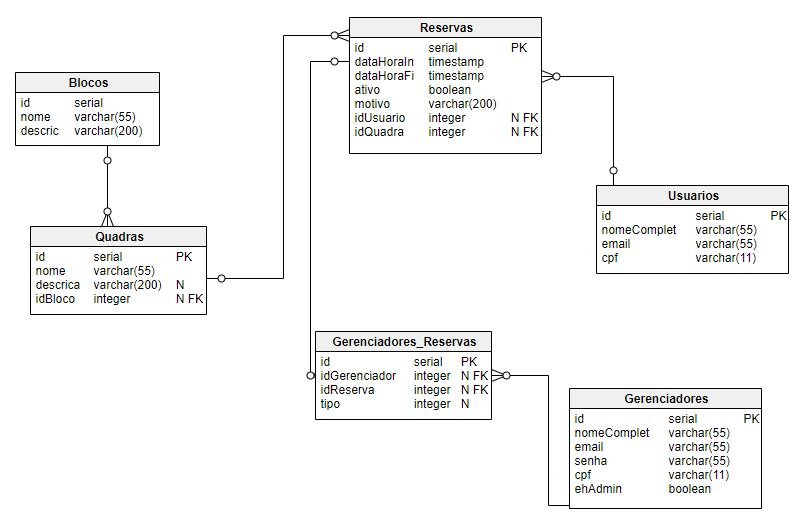 Reservas
id serial PK
dataHoraIn timestamp
dataHoraFi timestamp
ativo boolean
motivo varchar(200)
idUsuario integer N FK
idQuadra integer N FK
Blocos
id serial
nome varchar(55)
descric varchar(200)
Usuarios
id serial PK
nomeComplet varchar(55)
email varchar(55)
cpf varchar(11)
Quadras
id serial PK
nome varchar(55)
descrica varchar(200) N
idBloco integer N FK
Gerenciadores_Reservas
id serial PK
idGerenciador integer N FK
idReserva integer N FK
tipo integer N
Gerenciadores
id serial PK
nomeComplet varchar(55)
email varchar(55)
senha varchar(55)
cpf varchar(11)
ehAdmin boolean